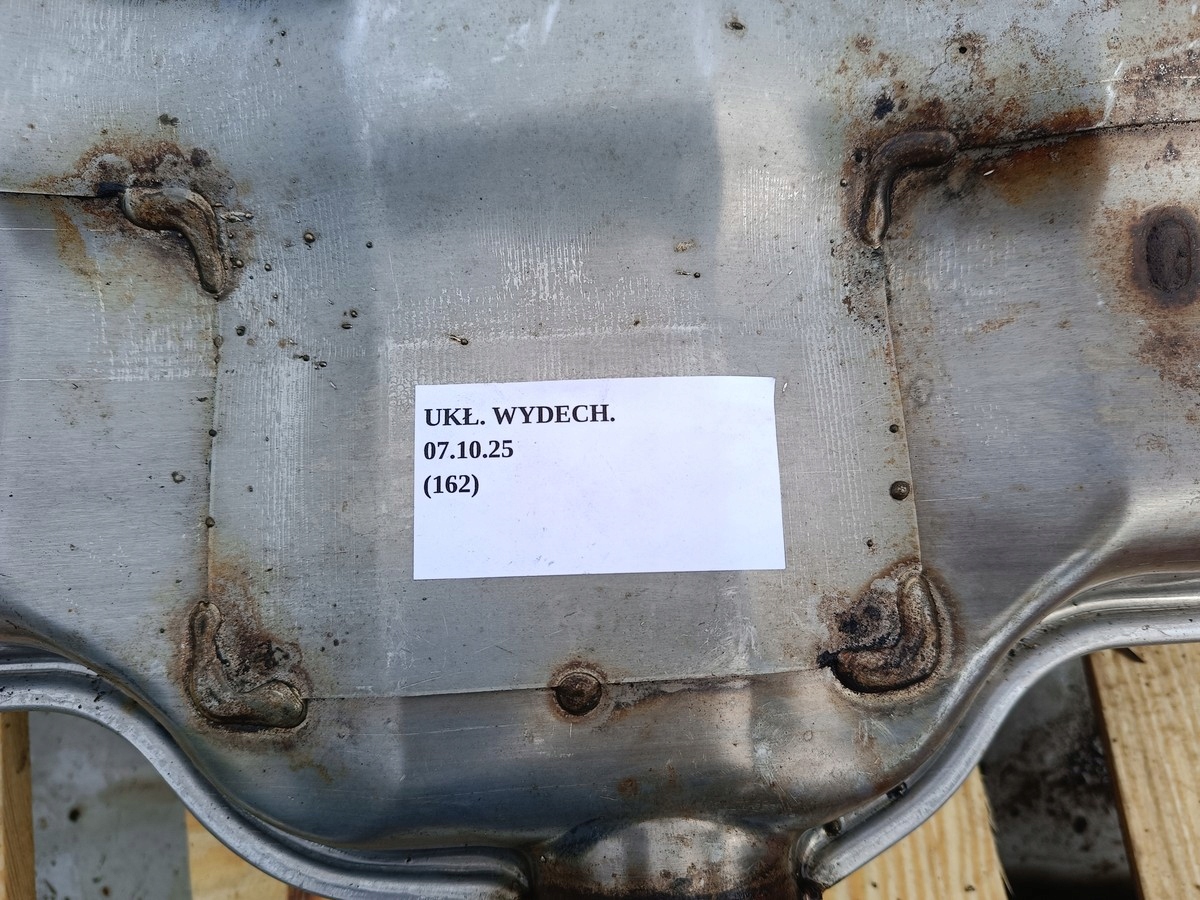 UKŁ. WYDECH.
07.10.25
(162)